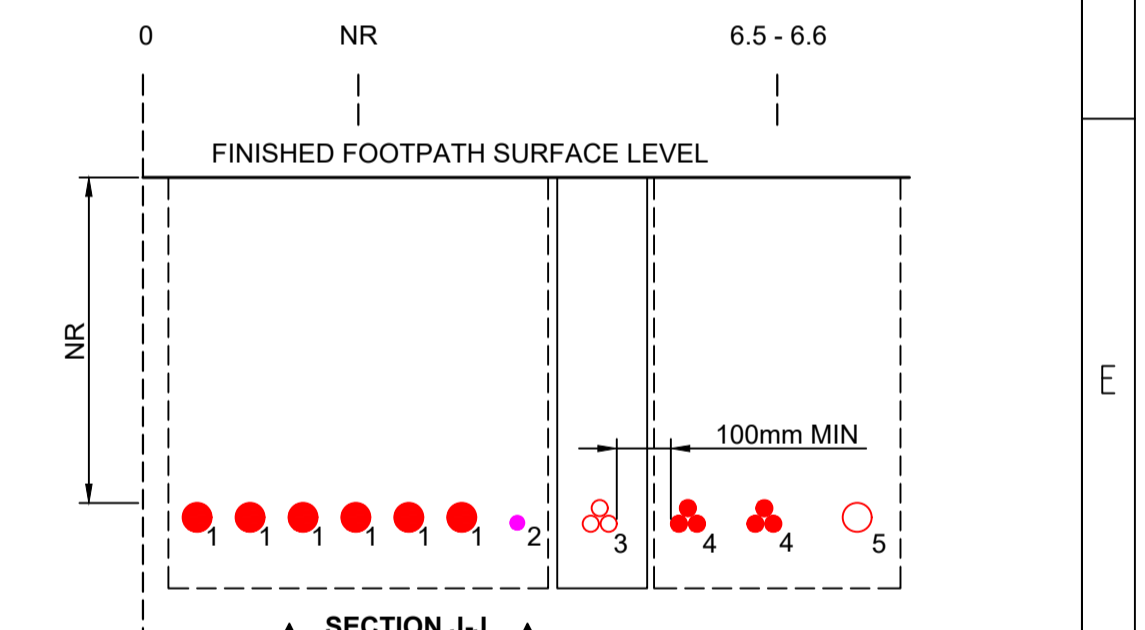 0 NR 6.5 - 6.6
FINISHED FOOTPATH SURFACE LEVEL
NR
E
100mm MIN
1 1 1 1 1 1 2 3 4 4 5
SECTION J-J